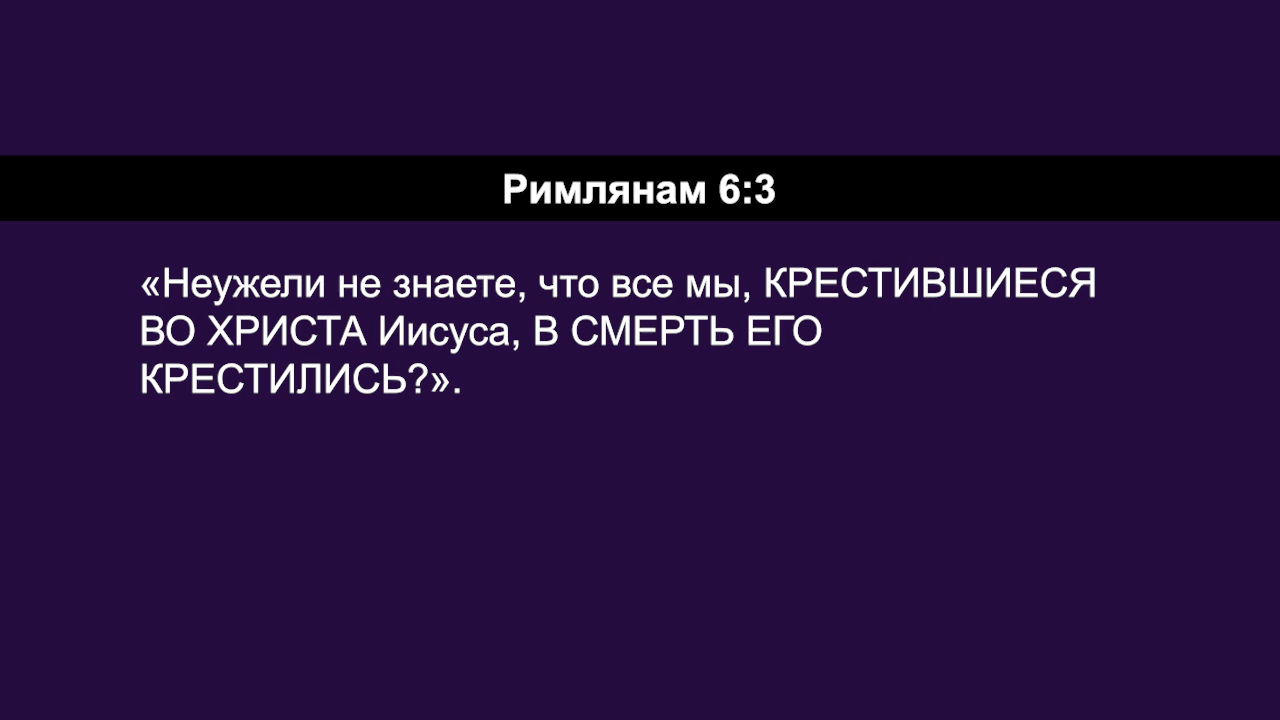 Римлянам 6:3
«Неужели не знаете, что все мы, КРЕСТИВШИЕСЯ
ВО ХРИСТА Иисуса, В СМЕРТЬ ЕГО
КРЕСТИЛИСЬ?».